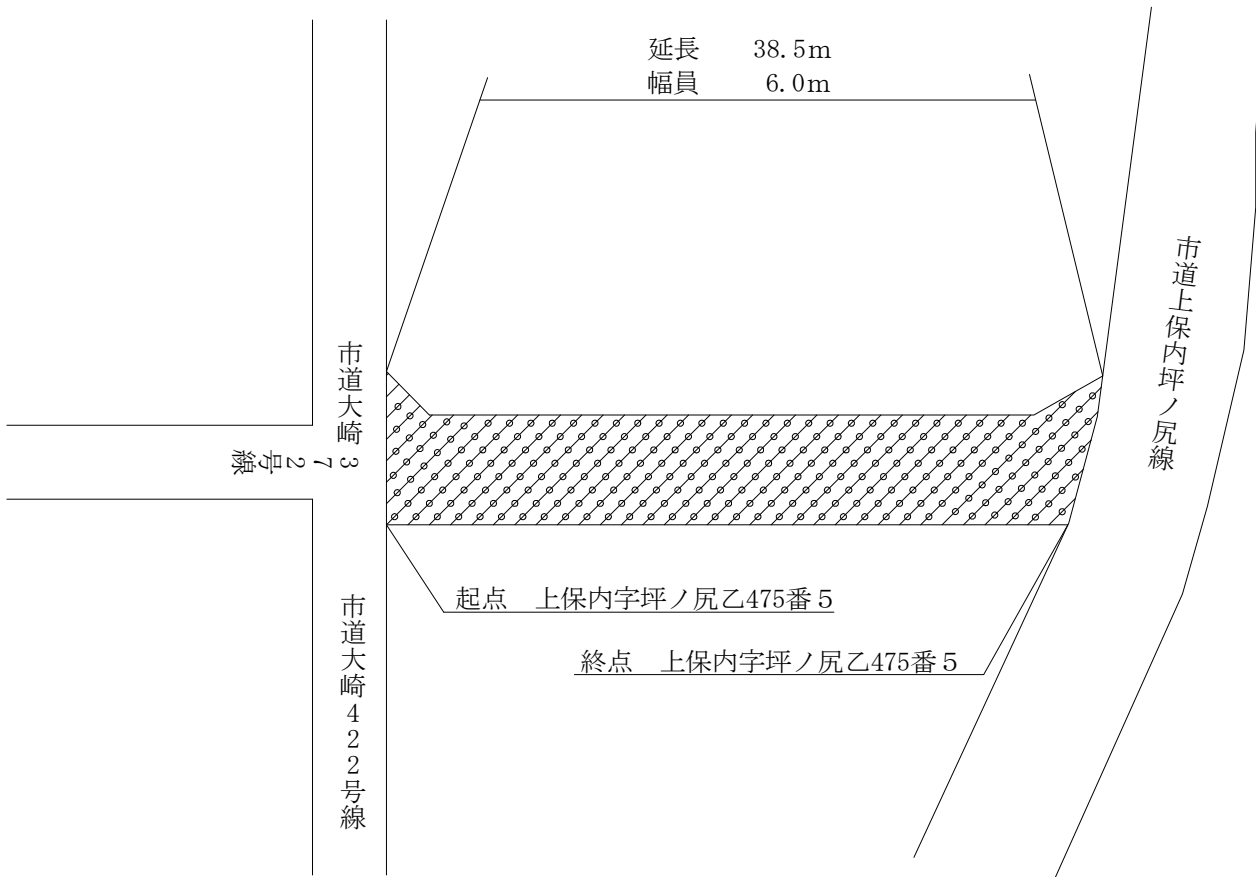 延長　38.5m
幅員　6.0m
市道上保内坪ノ尻線
市道大崎372号線
起点　上保内字坪ノ尻乙475番５
終点　上保内字坪ノ尻乙475番５
市道大崎422号線